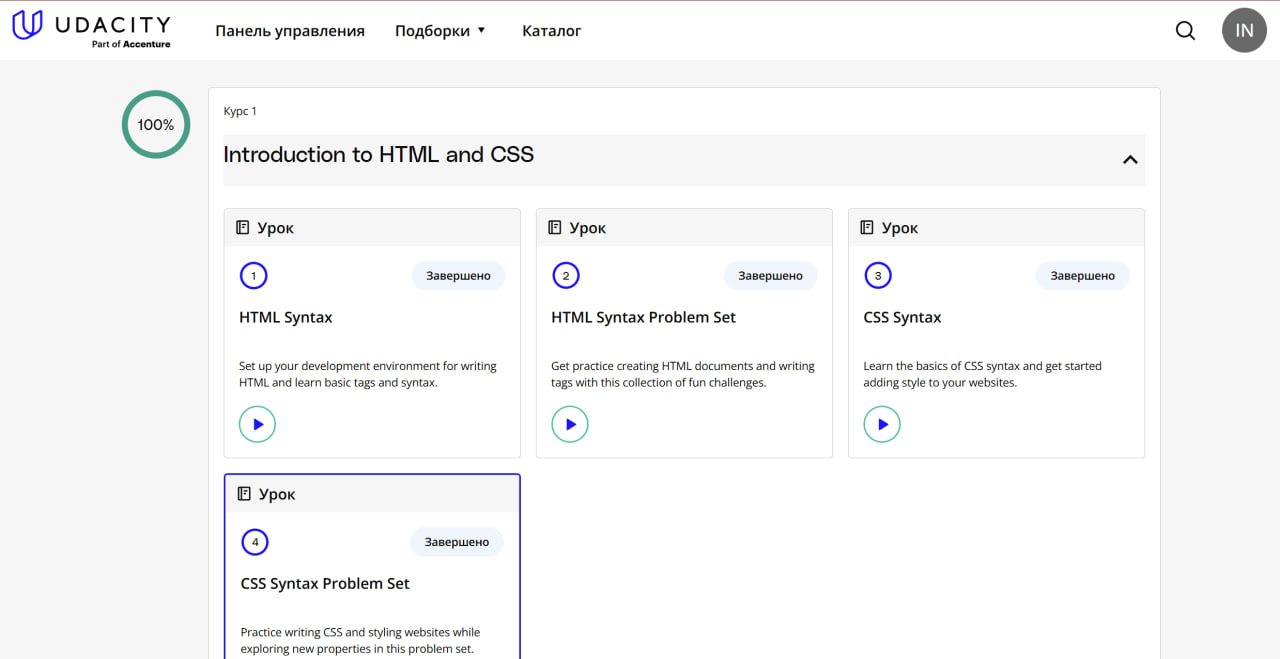 UDACITY
Part of Accenture
Панель управления
Подборки
Каталог
IN
100%
Курс 1
Introduction to HTML and CSS
Урок
1
Завершено
HTML Syntax
Set up your development environment for writing
HTML and learn basic tags and syntax.
Урок
2
Завершено
HTML Syntax Problem Set
Get practice creating HTML documents and writing
tags with this collection of fun challenges.
Урок
3
Завершено
CSS Syntax
Learn the basics of CSS syntax and get started
adding style to your websites.
Урок
4
Завершено
CSS Syntax Problem Set
Practice writing CSS and styling websites while
exploring new properties in this problem set.